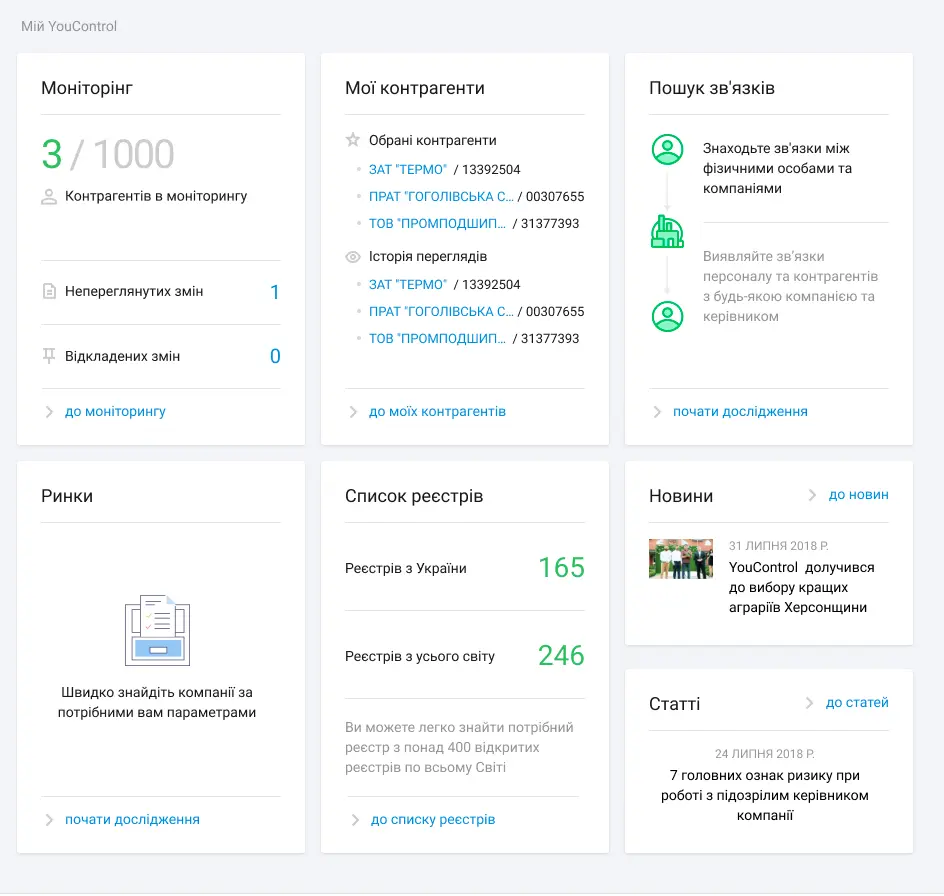 Мій YouControl
Моніторінг
3 / 1000
Контрагентів в моніторингу
Непереглянутих змін 1
Відкладених змін 0
до моніторингу
Мої контрагенти
Обрані контрагенти
ЗАТ "ТЕРМО" / 13392504
ПРАТ "ГОГОЛІВСЬКА С... / 00307655
ТОВ "ПРОМПОДШИП... / 31377393
Історія переглядів
ЗАТ "ТЕРМО" / 13392504
ПРАТ "ГОГОЛІВСЬКА С... / 00307655
ТОВ "ПРОМПОДШИП... / 31377393
до моїх контрагентів
Пошук зв'язків
Знаходьте зв'язки між
фізичними особами та
компаніями
Виявляйте зв'язки
персоналу та контрагентів
з будь-якою компанією та
керівником
почати дослідження
Ринки
Швидко знайдіть компанії за
потрібними вам параметрами
почати дослідження
Список реєстрів
Реєстрів з України 165
Реєстрів з усього світу 246
Ви можете легко знайти потрібний
реєстр з понад 400 відкритих
реєстрів по всьому Світі
до списку реєстрів
Новини
до новин
31 ЛИПНЯ 2018 Р.
YouControl долучився
до вибору кращих
аграріїв Херсонщини
Статті
до статей
24 ЛИПНЯ 2018 Р.
7 головних ознак ризику при
роботі з підозрілим керівником
компанії